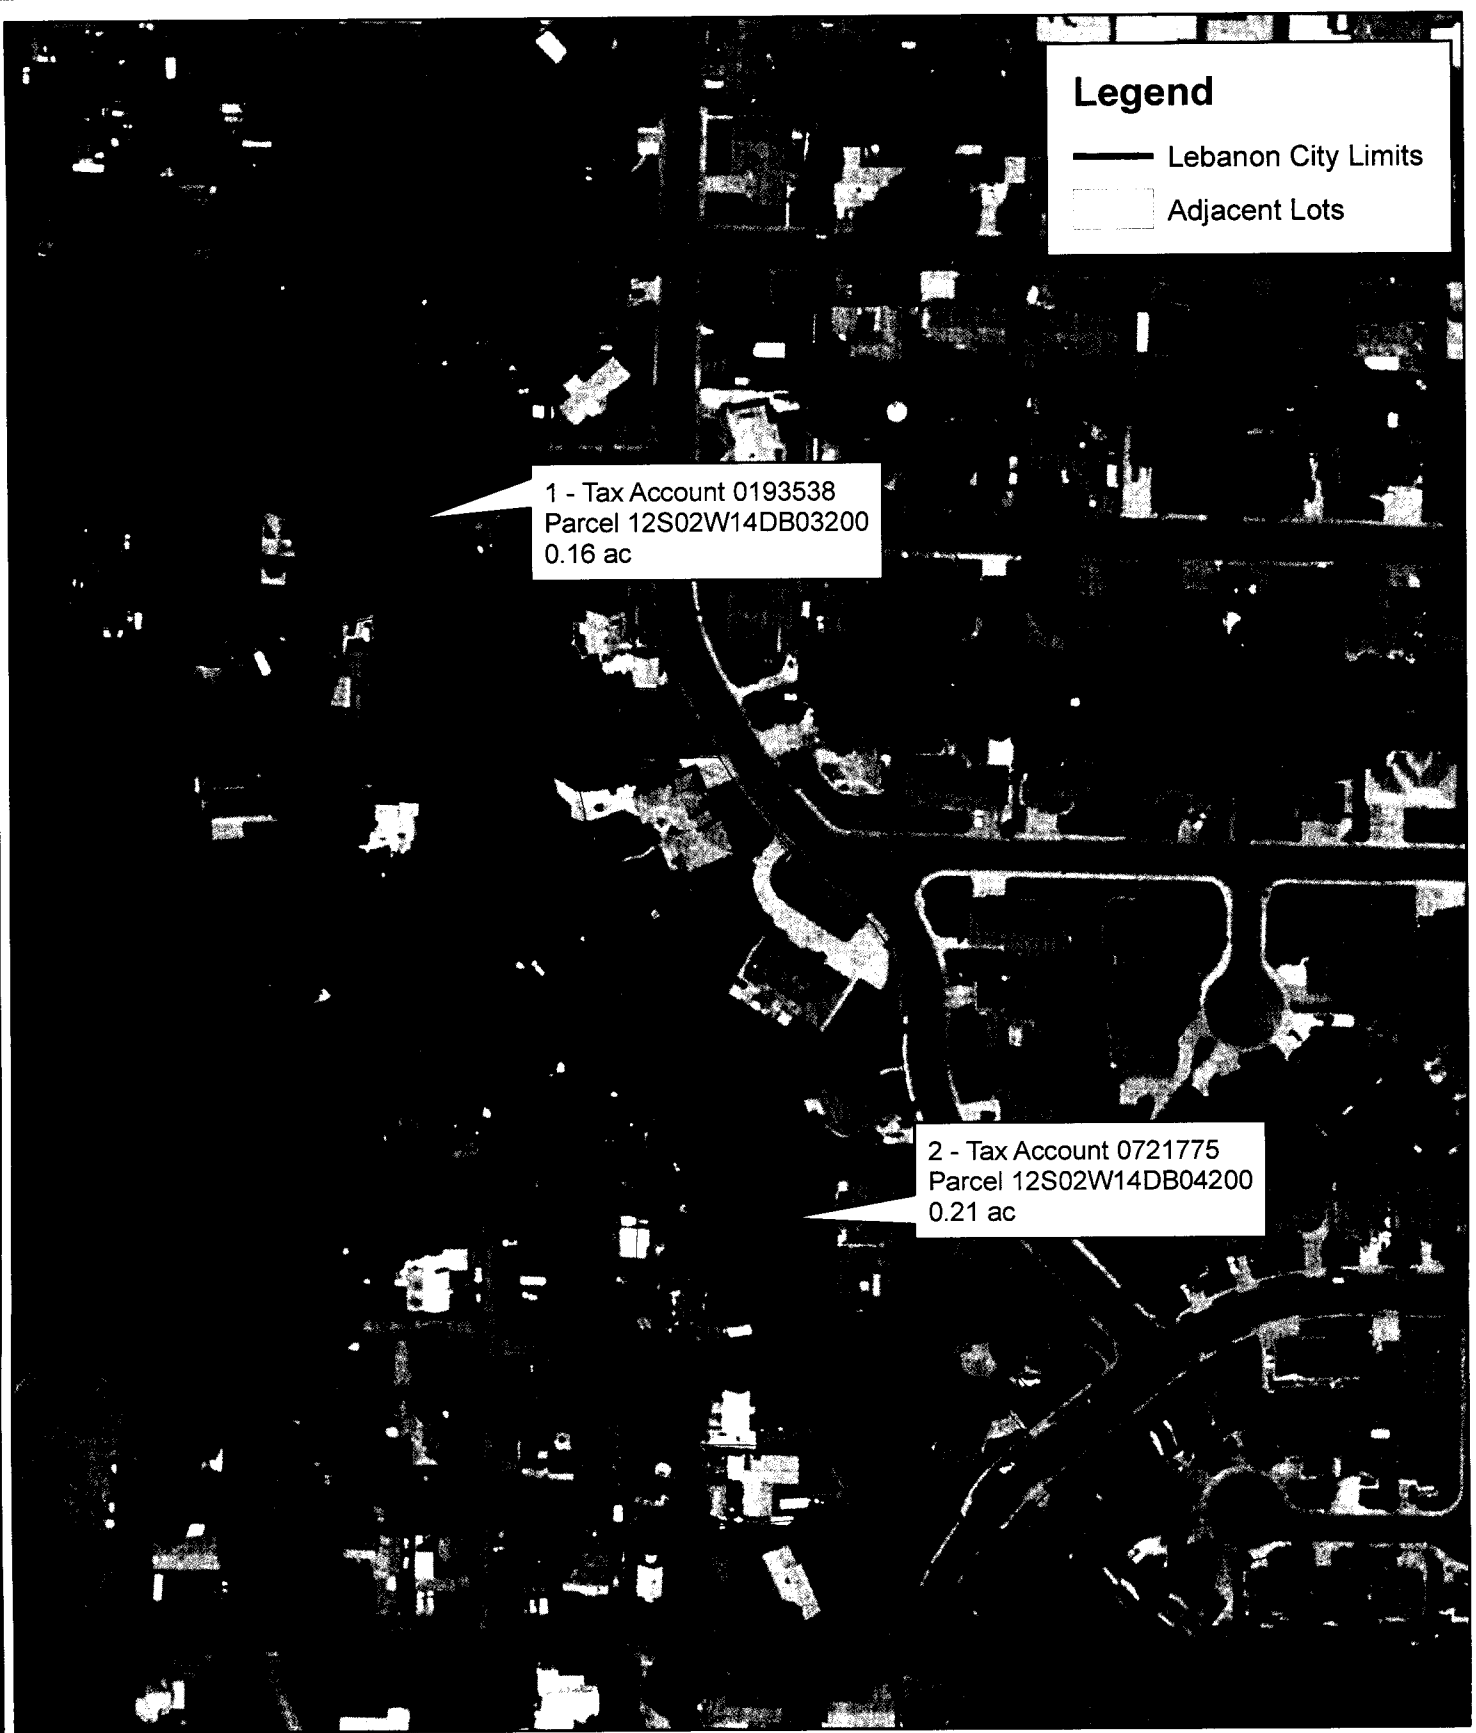 Legend
Lebanon City Limits
Adjacent Lots
1 - Tax Account 0193538
Parcel 12S02W14DB03200
0.16 ac
2 - Tax Account 0721775
Parcel 12S02W14DB04200
0.21 ac